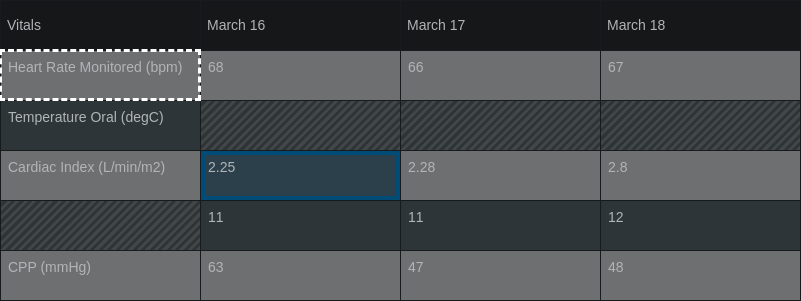 Vitals March 16 March 17 March 18
Heart Rate Monitored (bpm) 68 66 67
Temperature Oral (degC)
Cardiac Index (L/min/m2) 2.25 2.28 2.8
11 11 12
CPP (mmHg) 63 47 48